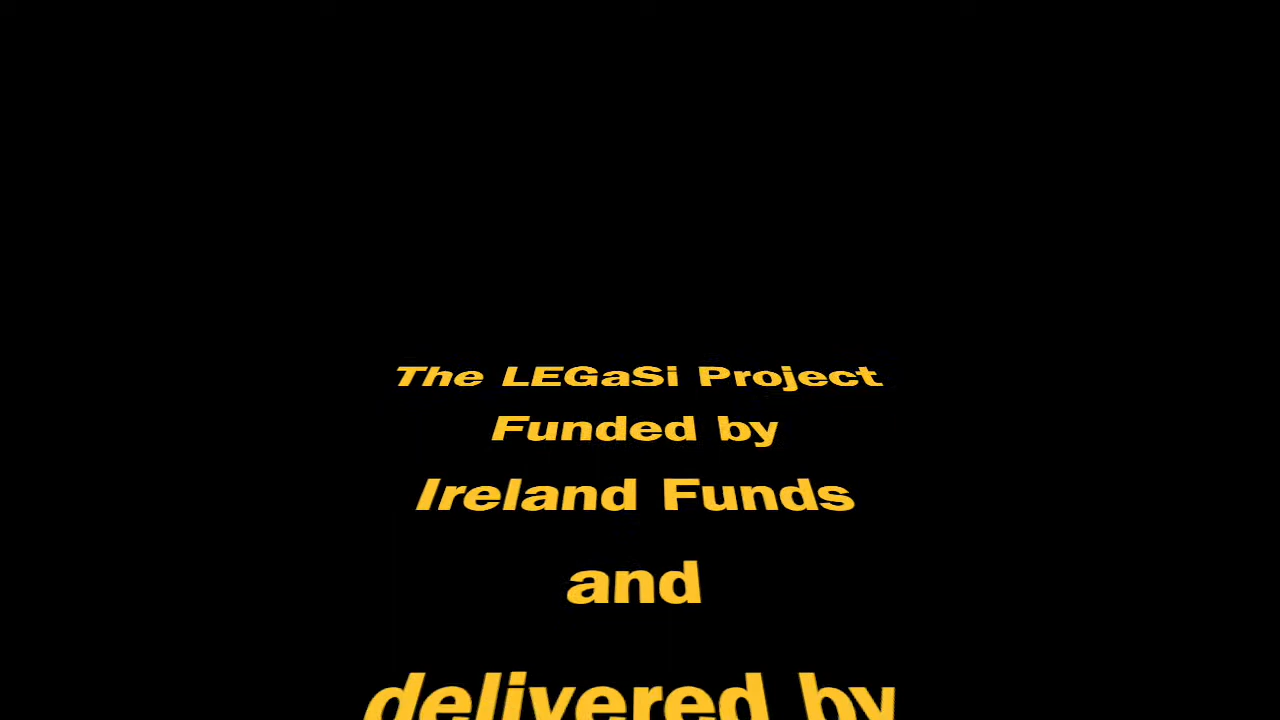 The LEGaSi Project
Funded by
Ireland Funds
and
delivered by